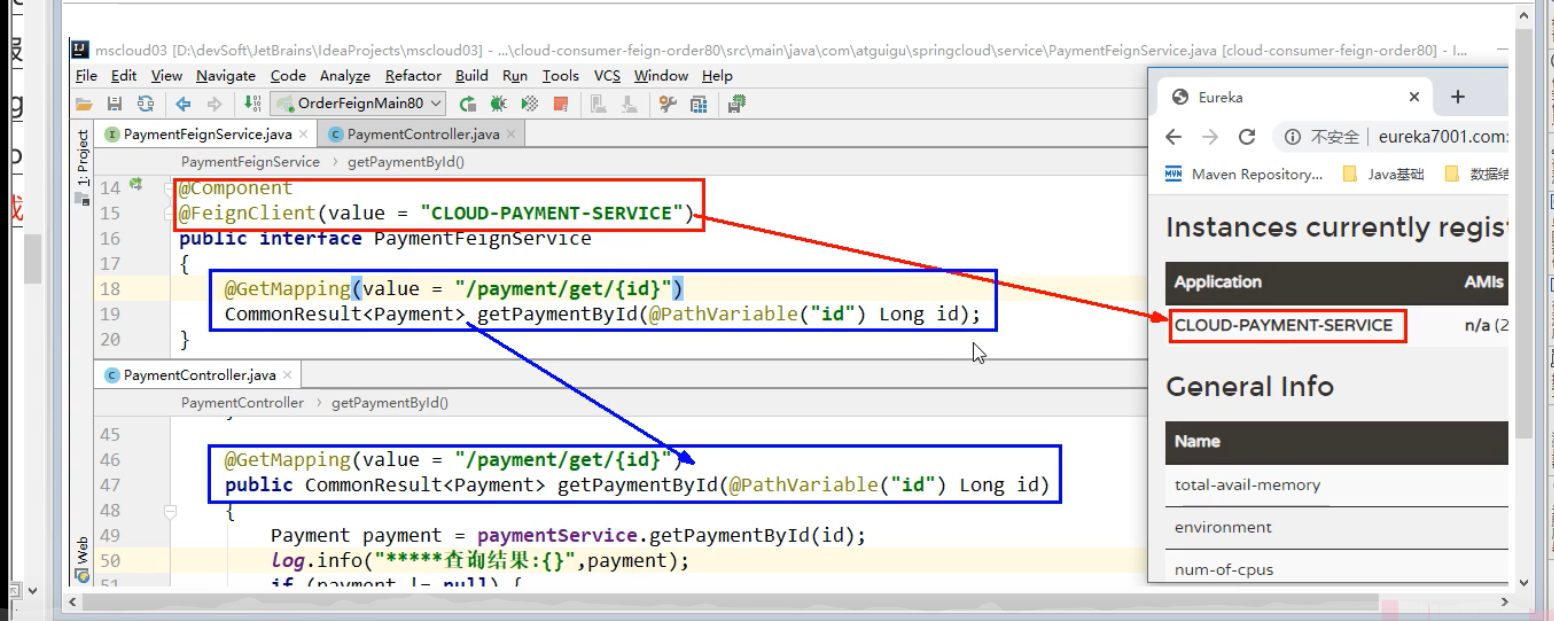 mscloud03 [D:\devSoft\JetBrains\IdeaProjects\mscloud03] - ...\cloud-consumer-feign-order80\src\main\java\com\atguigu\springcloud\service\PaymentFeignService.java [cloud-consumer-feign-order80] - I...
File Edit View Navigate Code Analyze Refactor Build Run Tools VCS Window Help
OrderFeignMain80
PaymentFeignService.java PaymentController.java
PaymentFeignService > getPaymentById()
1: Project
14 @Component
15 @FeignClient(value = "CLOUD-PAYMENT-SERVICE")
16 public interface PaymentFeignService
17 {
18 @GetMapping(value = "/payment/get/{id}")
19 CommonResult<Payment> getPaymentById(@PathVariable("id") Long id);
20 }
PaymentController.java
PaymentController > getPaymentById()
45
46 @GetMapping(value = "/payment/get/{id}")
47 public CommonResult<Payment> getPaymentById(@PathVariable("id") Long id)
48 {
49 Payment payment = paymentService.getPaymentById(id);
50 log.info("*****查询结果:{}",payment);
51 if (payment != null) {
Web
Eureka
不安全 | eureka7001.com:
Maven Repository... Java基础 数据结
Instances currently regis
Application AMIs
CLOUD-PAYMENT-SERVICE n/a (2
General Info
Name
total-avail-memory
environment
num-of-cpus